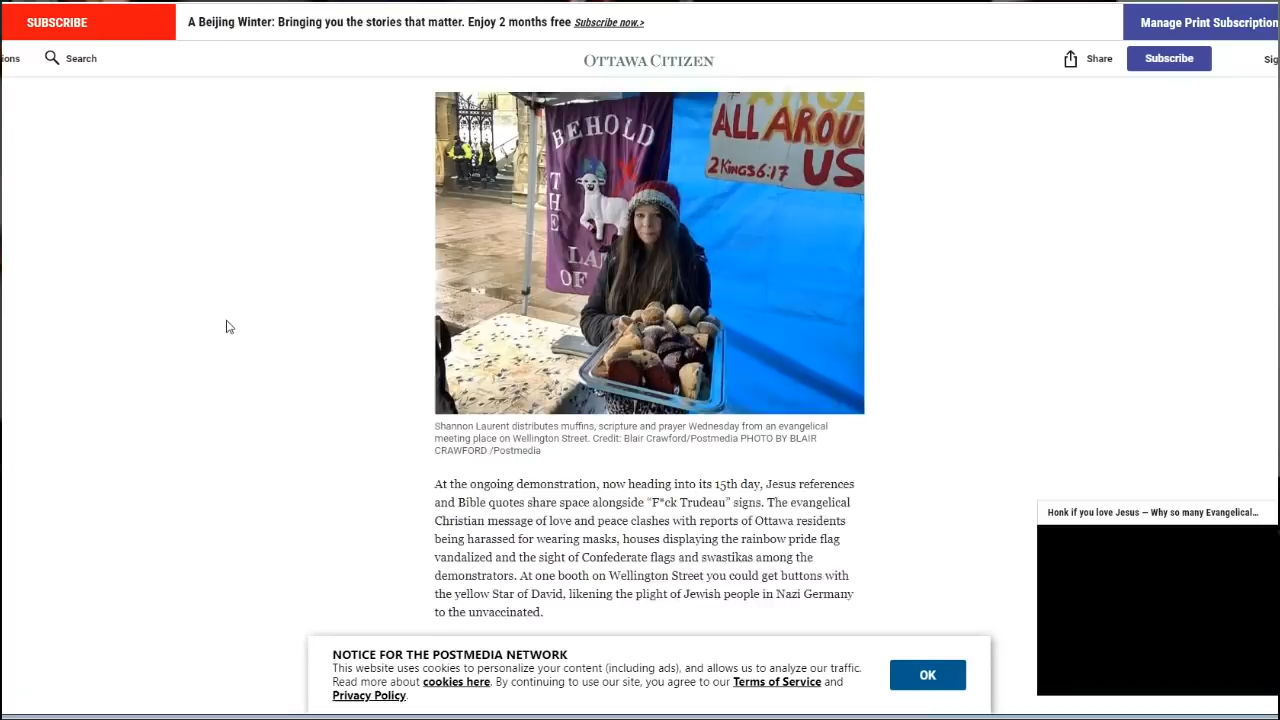 SUBSCRIBE
A Beijing Winter: Bringing you the stories that matter. Enjoy 2 months free Subscribe now.>
Manage Print Subscription
ions
Search
OTTAWA CITIZEN
Share
Subscribe
Sig
BEHOLD
THE
LA
OF
ALL AROU
2 KINGS 6:17
US
Shannon Laurent distributes muffins, scripture and prayer Wednesday from an evangelical
meeting place on Wellington Street. Credit: Blair Crawford/Postmedia PHOTO BY BLAIR
CRAWFORD /Postmedia
At the ongoing demonstration, now heading into its 15th day, Jesus references
and Bible quotes share space alongside “F*ck Trudeau” signs. The evangelical
Christian message of love and peace clashes with reports of Ottawa residents
being harassed for wearing masks, houses displaying the rainbow pride flag
vandalized and the sight of Confederate flags and swastikas among the
demonstrators. At one booth on Wellington Street you could get buttons with
the yellow Star of David, likening the plight of Jewish people in Nazi Germany
to the unvaccinated.
Honk if you love Jesus — Why so many Evangelical...
NOTICE FOR THE POSTMEDIA NETWORK
This website uses cookies to personalize your content (including ads), and allows us to analyze our traffic.
Read more about cookies here. By continuing to use our site, you agree to our Terms of Service and
Privacy Policy.
OK